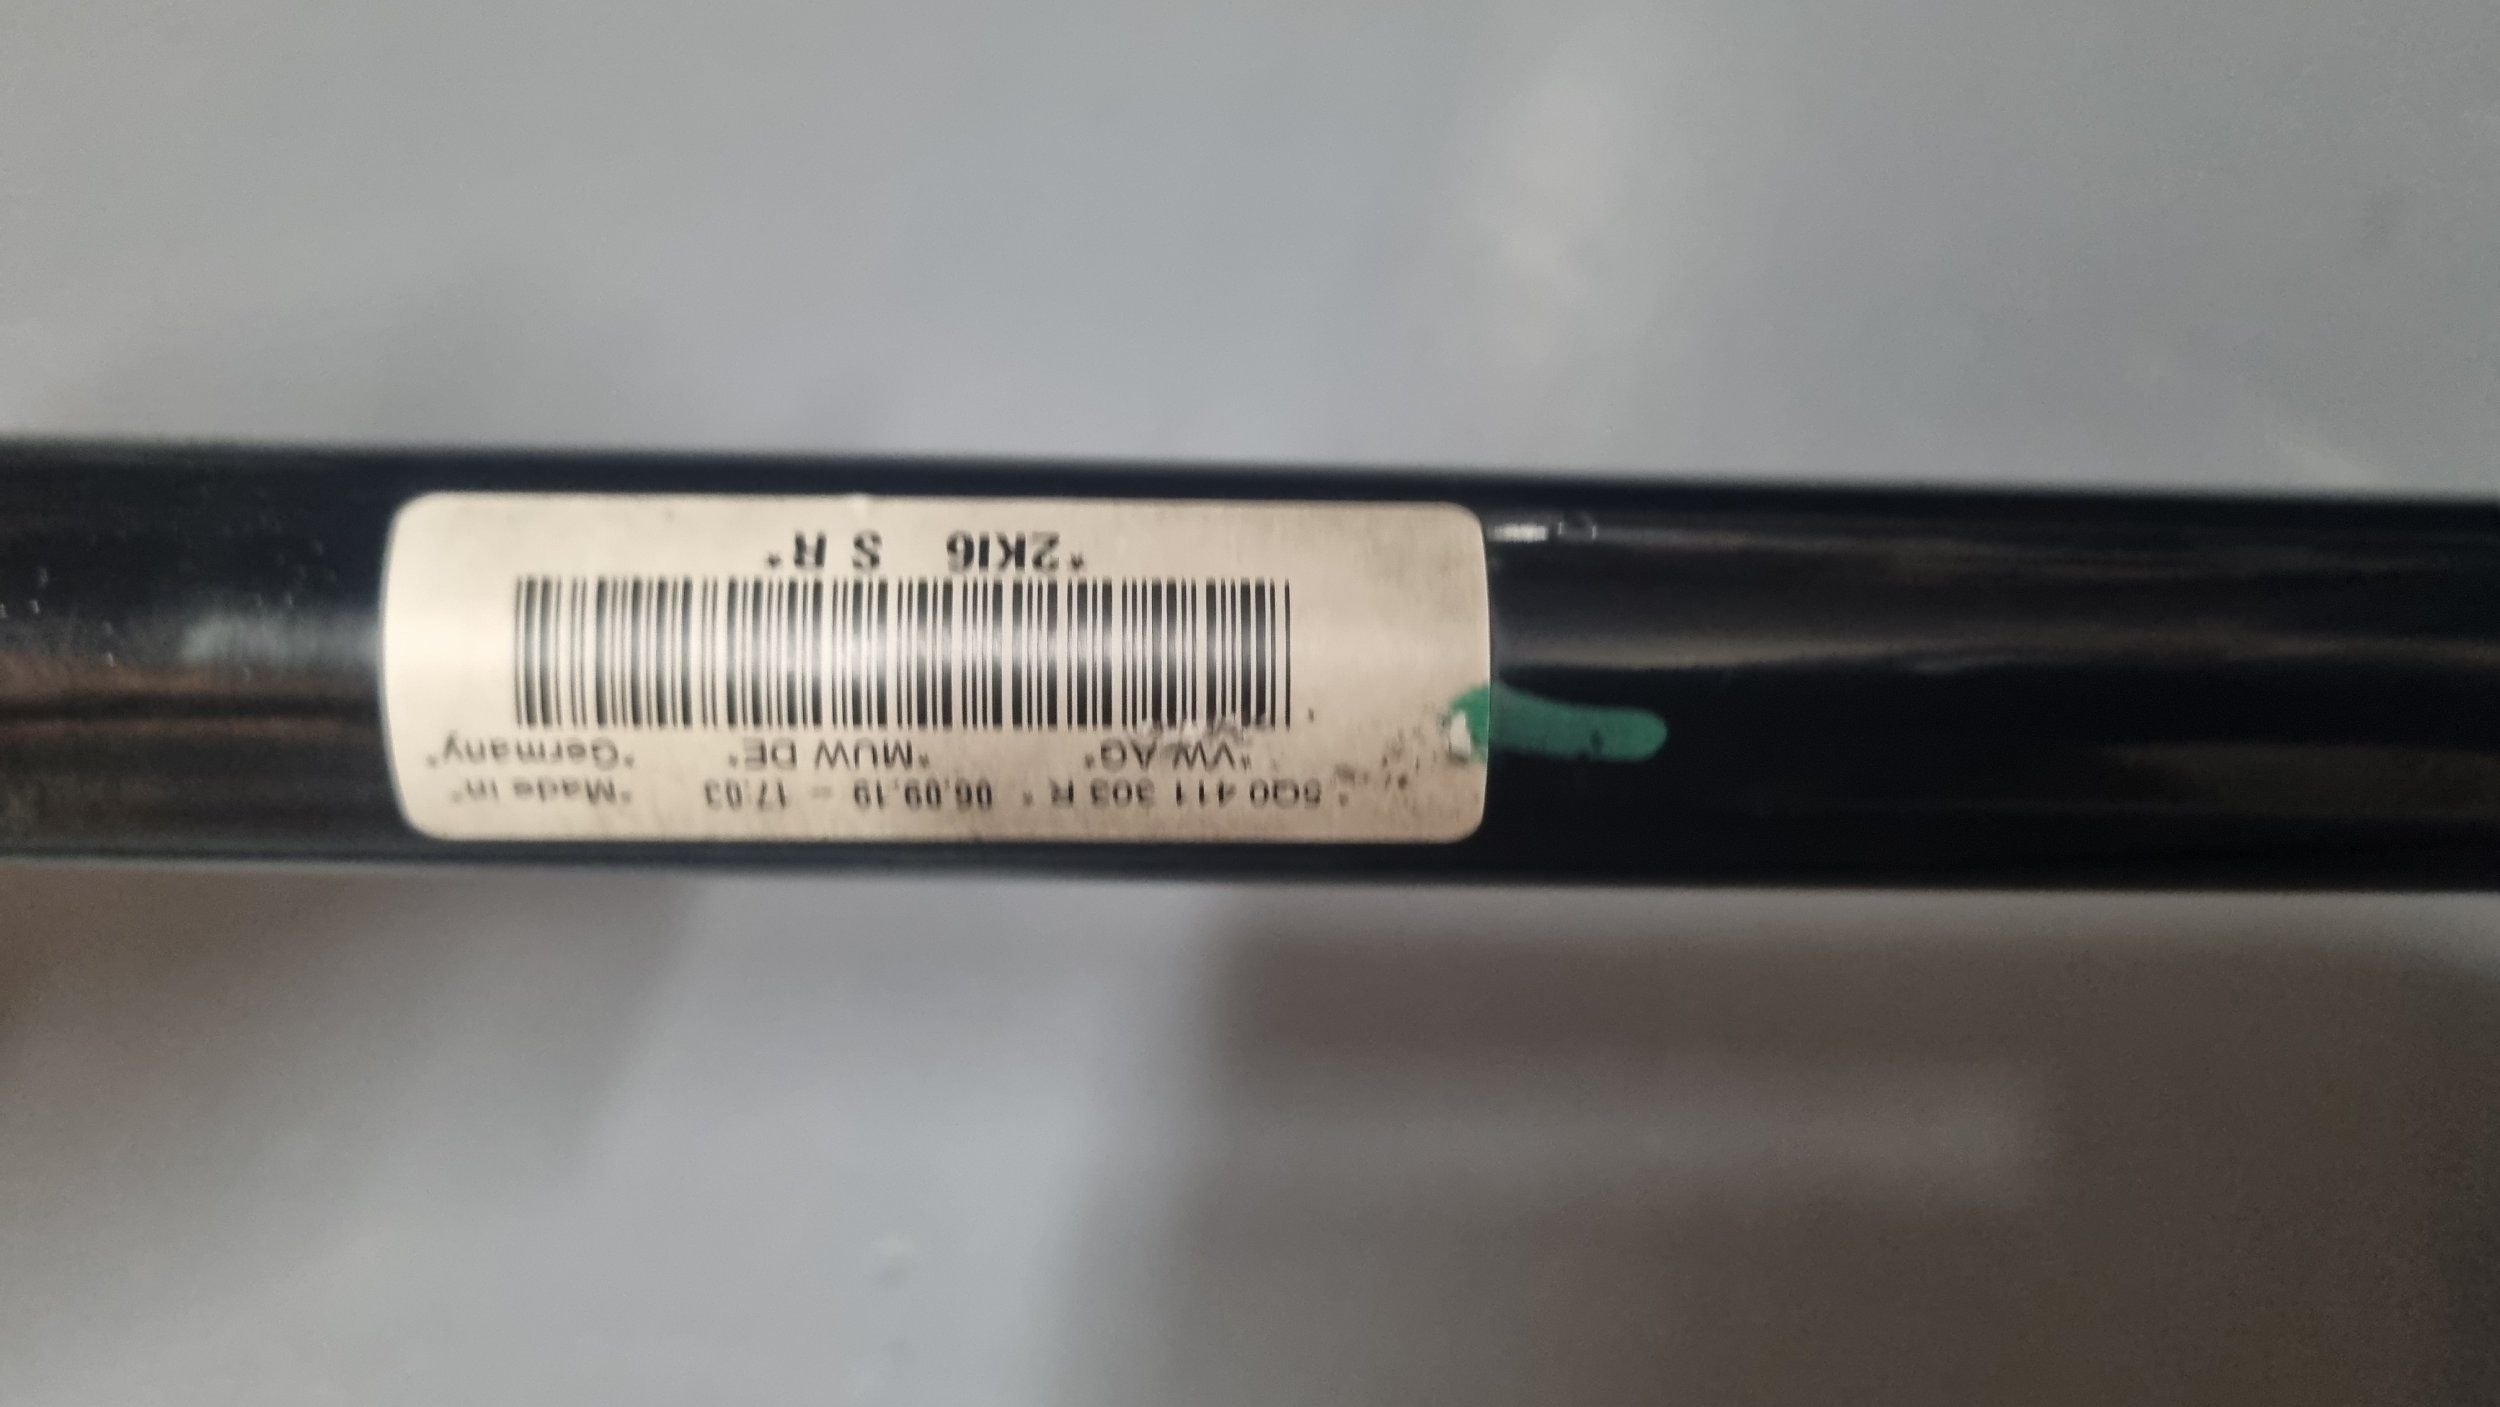 * 5Q0 411 303 R * 06.09.19 - 17:03 *Made in*
*VW AG* *MUW DE* *Germany*
*2KI6 S R*